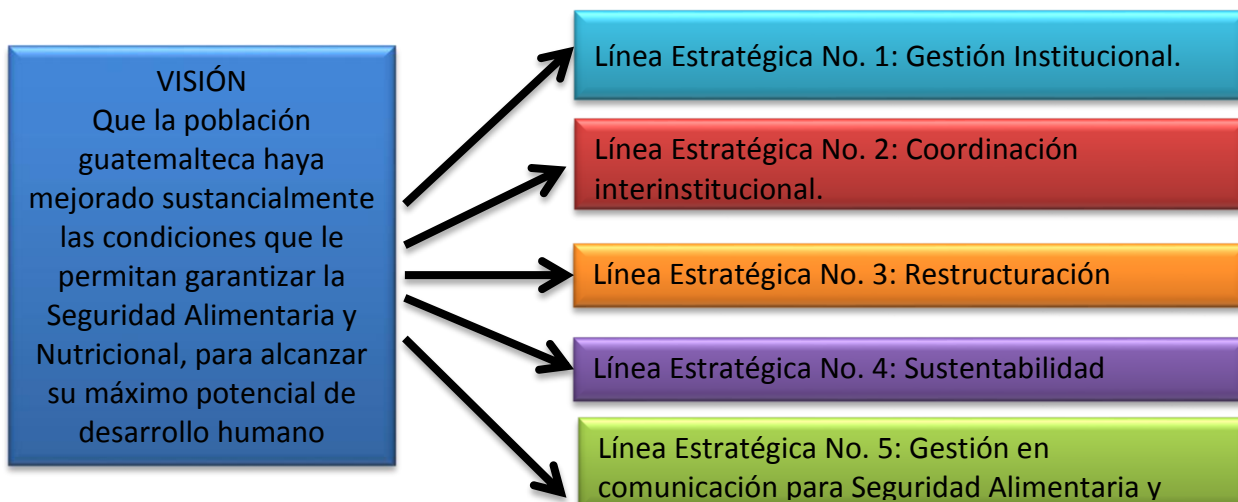 VISIÓN
Que la población
guatemalteca haya
mejorado sustancialmente
las condiciones que le
permitan garantizar la
Seguridad Alimentaria y
Nutricional, para alcanzar
su máximo potencial de
desarrollo humano
Línea Estratégica No. 1: Gestión Institucional.
Línea Estratégica No. 2: Coordinación
interinstitucional.
Línea Estratégica No. 3: Restructuración
Línea Estratégica No. 4: Sustentabilidad
Línea Estratégica No. 5: Gestión en
comunicación para Seguridad Alimentaria y